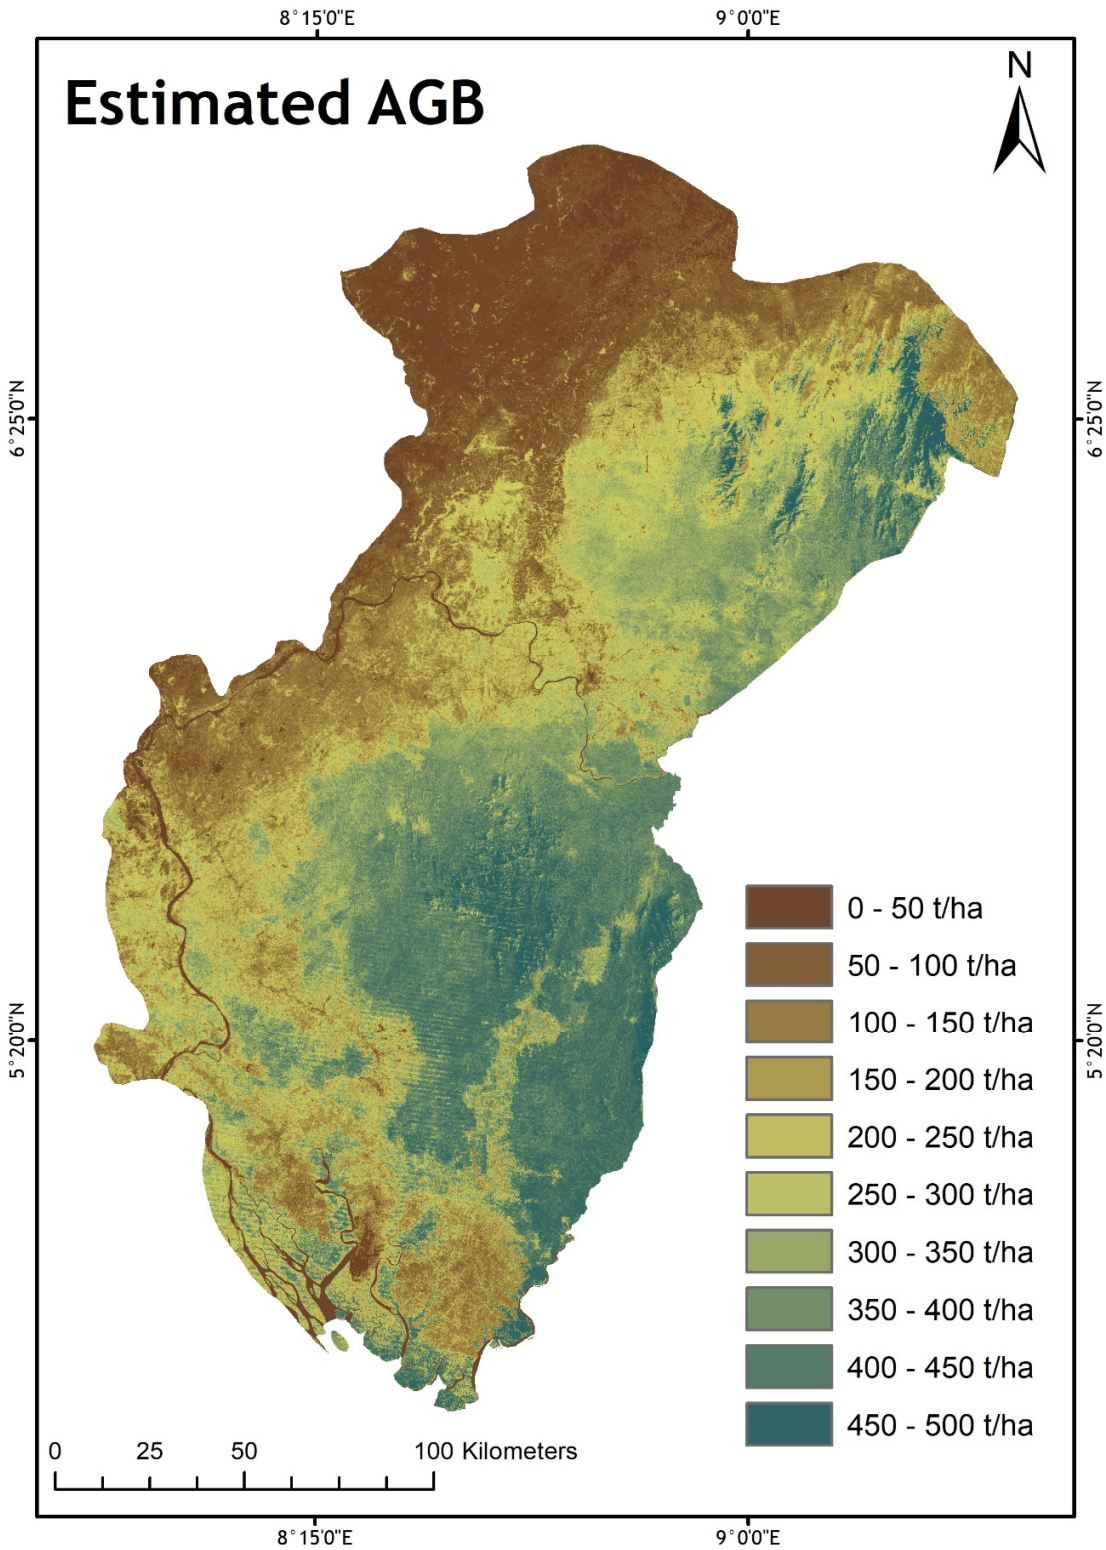 8°15'0"E
9°0'0"E
Estimated AGB
N
6°25'0"N
6°25'0"N
0 - 50 t/ha
50 - 100 t/ha
100 - 150 t/ha
5°20'0"N
5°20'0"N
150 - 200 t/ha
200 - 250 t/ha
250 - 300 t/ha
300 - 350 t/ha
350 - 400 t/ha
400 - 450 t/ha
450 - 500 t/ha
0 25 50 100 Kilometers
8°15'0"E
9°0'0"E